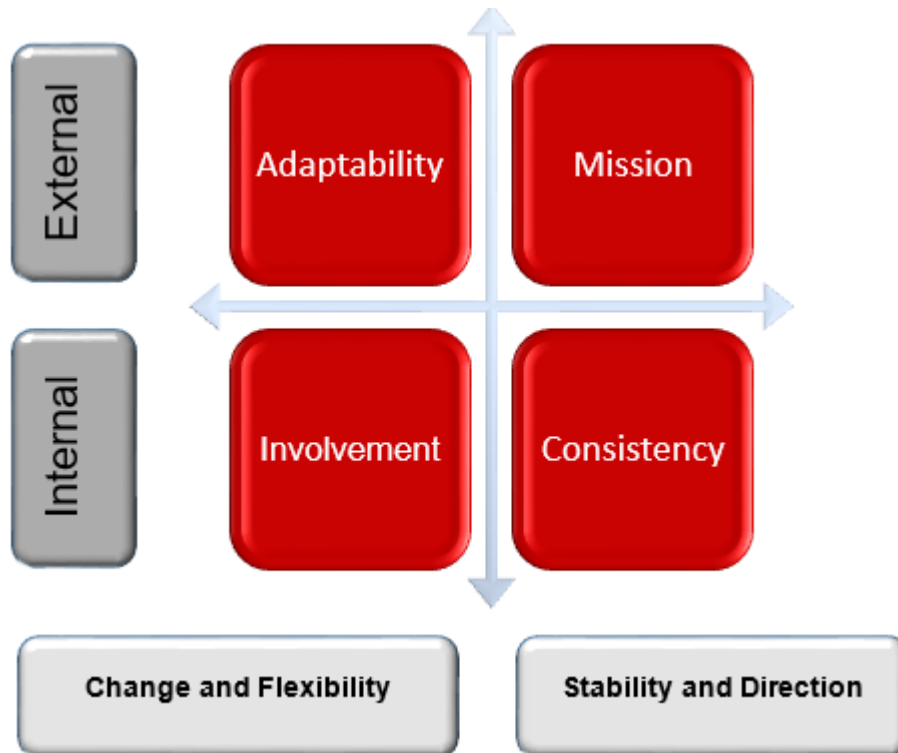 External
Adaptability
Mission
Internal
Involvement
Consistency
Change and Flexibility
Stability and Direction